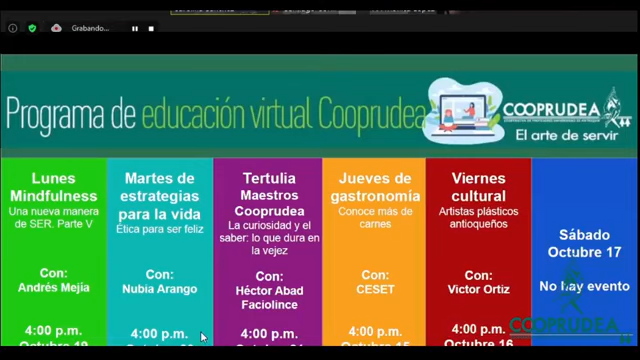 Grabando...
Programa de educación virtual Cooprudea
COOPRUDEA
El arte de servir
Lunes
Mindfulness
Una nueva manera
de SER. Parte V
Con:
Andrés Mejía
4:00 p.m.
Martes de
estrategias
para la vida
Ética para ser feliz
Con:
Nubia Arango
4:00 p.m.
Tertulia
Maestros
Cooprudea
La curiosidad y el
saber: lo que dura en
la vejez
Con:
Héctor Abad
Faciolince
4:00 p.m.
Jueves de
gastronomía
Conoce más de
carnes
Con:
CESET
4:00 p.m.
Viernes
cultural
Artistas plásticos
antioqueños
Con:
Victor Ortiz
4:00 p.m.
Sábado
Octubre 17
No hay evento
COOPRUDEA